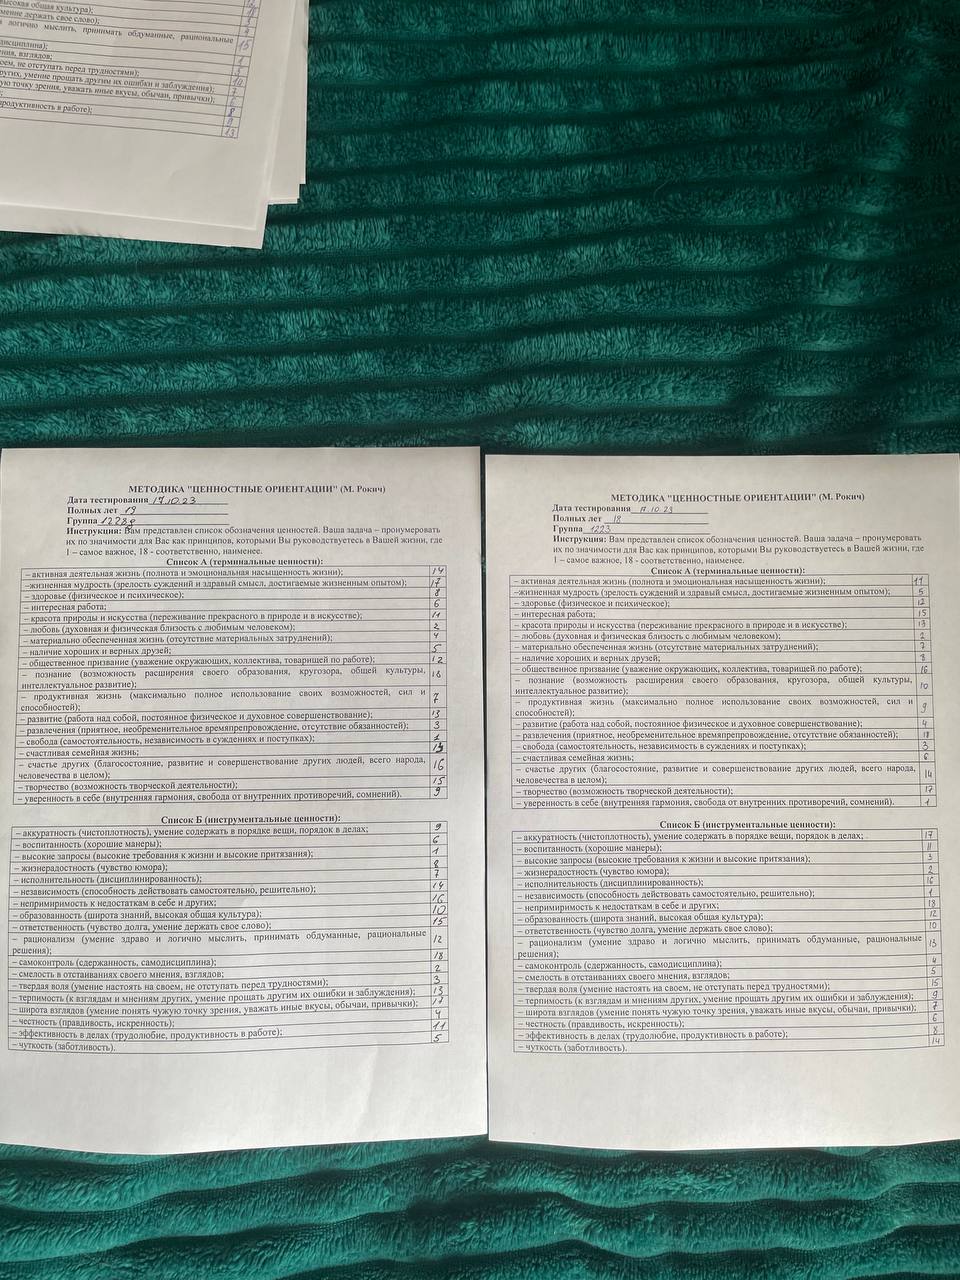 высокая общая культура);
мение держать свое слово);
логично мыслить, принимать обдуманные, рациональные
15
дисциплина);
ния, взглядов;
воем, не отступать перед трудностями);
других, умение прощать другим их ошибки и заблуждения);
ую точку зрения, уважать иные вкусы, обычаи, привычки);
продуктивность в работе);
8
9
13
МЕТОДИКА "ЦЕННОСТНЫЕ ОРИЕНТАЦИИ" (М. Рокич)
Дата тестирования 17.10.23
Полных лет 19
Группа
Инструкция: Вам представлен список обозначения ценностей. Ваша задача – пронумеровать
их по значимости для Вас как принципов, которыми Вы руководствуетесь в Вашей жизни, где
1 – самое важное, 18 - соответственно, наименее.
Список А (терминальные ценности):
– активная деятельная жизнь (полнота и эмоциональная насыщенность жизни); 14
–жизненная мудрость (зрелость суждений и здравый смысл, достигаемые жизненным опытом); 17
– здоровье (физическое и психическое); 8
– интересная работа; 6
– красота природы и искусства (переживание прекрасного в природе и в искусстве); 11
– любовь (духовная и физическая близость с любимым человеком); 2
– материально обеспеченная жизнь (отсутствие материальных затруднений); 4
– наличие хороших и верных друзей; 5
– общественное призвание (уважение окружающих, коллектива, товарищей по работе); 12
– познание (возможность расширения своего образования, кругозора, общей культуры, 18
интеллектуальное развитие);
– продуктивная жизнь (максимально полное использование своих возможностей, сил и 7
способностей);
– развитие (работа над собой, постоянное физическое и духовное совершенствование); 13
– развлечения (приятное, необременительное времяпрепровождение, отсутствие обязанностей); 3
– свобода (самостоятельность, независимость в суждениях и поступках); 1
– счастливая семейная жизнь;
– счастье других (благосостояние, развитие и совершенствование других людей, всего народа, 16
человечества в целом);
– творчество (возможность творческой деятельности); 15
– уверенность в себе (внутренняя гармония, свобода от внутренних противоречий, сомнений). 9
Список Б (инструментальные ценности):
– аккуратность (чистоплотность), умение содержать в порядке вещи, порядок в делах; 9
– воспитанность (хорошие манеры); 6
– высокие запросы (высокие требования к жизни и высокие притязания); 1
– жизнерадостность (чувство юмора); 8
– исполнительность (дисциплинированность); 7
– независимость (способность действовать самостоятельно, решительно); 14
– непримиримость к недостаткам в себе и других; 16
– образованность (широта знаний, высокая общая культура); 10
– ответственность (чувство долга, умение держать свое слово); 15
– рационализм (умение здраво и логично мыслить, принимать обдуманные, рациональные 12
решения);
– самоконтроль (сдержанность, самодисциплина); 18
– смелость в отстаиваниях своего мнения, взглядов; 2
– твердая воля (умение настоять на своем, не отступать перед трудностями); 3
– терпимость (к взглядам и мнениям других, умение прощать другим их ошибки и заблуждения); 13
– широта взглядов (умение понять чужую точку зрения, уважать иные вкусы, обычаи, привычки); 17
– честность (правдивость, искренность); 4
– эффективность в делах (трудолюбие, продуктивность в работе); 11
– чуткость (заботливость). 5
МЕТОДИКА "ЦЕННОСТНЫЕ ОРИЕНТАЦИИ" (М. Рокич)
Дата тестирования 17.10.23
Полных лет 18
Группа 1223
Инструкция: Вам представлен список обозначения ценностей. Ваша задача – пронумеровать
их по значимости для Вас как принципов, которыми Вы руководствуетесь в Вашей жизни, где
1 – самое важное, 18 - соответственно, наименее.
Список А (терминальные ценности):
– активная деятельная жизнь (полнота и эмоциональная насыщенность жизни); 11
–жизненная мудрость (зрелость суждений и здравый смысл, достигаемые жизненным опытом); 5
– здоровье (физическое и психическое); 12
– интересная работа; 15
– красота природы и искусства (переживание прекрасного в природе и в искусстве); 13
– любовь (духовная и физическая близость с любимым человеком); 2
– материально обеспеченная жизнь (отсутствие материальных затруднений); 7
– наличие хороших и верных друзей; 8
– общественное призвание (уважение окружающих, коллектива, товарищей по работе); 16
– познание (возможность расширения своего образования, кругозора, общей культуры, 10
интеллектуальное развитие);
– продуктивная жизнь (максимально полное использование своих возможностей, сил и 9
способностей);
– развитие (работа над собой, постоянное физическое и духовное совершенствование); 4
– развлечения (приятное, необременительное времяпрепровождение, отсутствие обязанностей); 18
– свобода (самостоятельность, независимость в суждениях и поступках); 3
– счастливая семейная жизнь; 6
– счастье других (благосостояние, развитие и совершенствование других людей, всего народа, 14
человечества в целом);
– творчество (возможность творческой деятельности); 17
– уверенность в себе (внутренняя гармония, свобода от внутренних противоречий, сомнений). 1
Список Б (инструментальные ценности):
– аккуратность (чистоплотность), умение содержать в порядке вещи, порядок в делах; 17
– воспитанность (хорошие манеры); 11
– высокие запросы (высокие требования к жизни и высокие притязания); 3
– жизнерадостность (чувство юмора); 2
– исполнительность (дисциплинированность); 16
– независимость (способность действовать самостоятельно, решительно); 1
– непримиримость к недостаткам в себе и других; 18
– образованность (широта знаний, высокая общая культура); 12
– ответственность (чувство долга, умение держать свое слово); 10
– рационализм (умение здраво и логично мыслить, принимать обдуманные, рациональные 13
решения);
– самоконтроль (сдержанность, самодисциплина); 4
– смелость в отстаиваниях своего мнения, взглядов; 5
– твердая воля (умение настоять на своем, не отступать перед трудностями); 15
– терпимость (к взглядам и мнениям других, умение прощать другим их ошибки и заблуждения); 9
– широта взглядов (умение понять чужую точку зрения, уважать иные вкусы, обычаи, привычки); 7
– честность (правдивость, искренность); 6
– эффективность в делах (трудолюбие, продуктивность в работе); 8
– чуткость (заботливость). 14